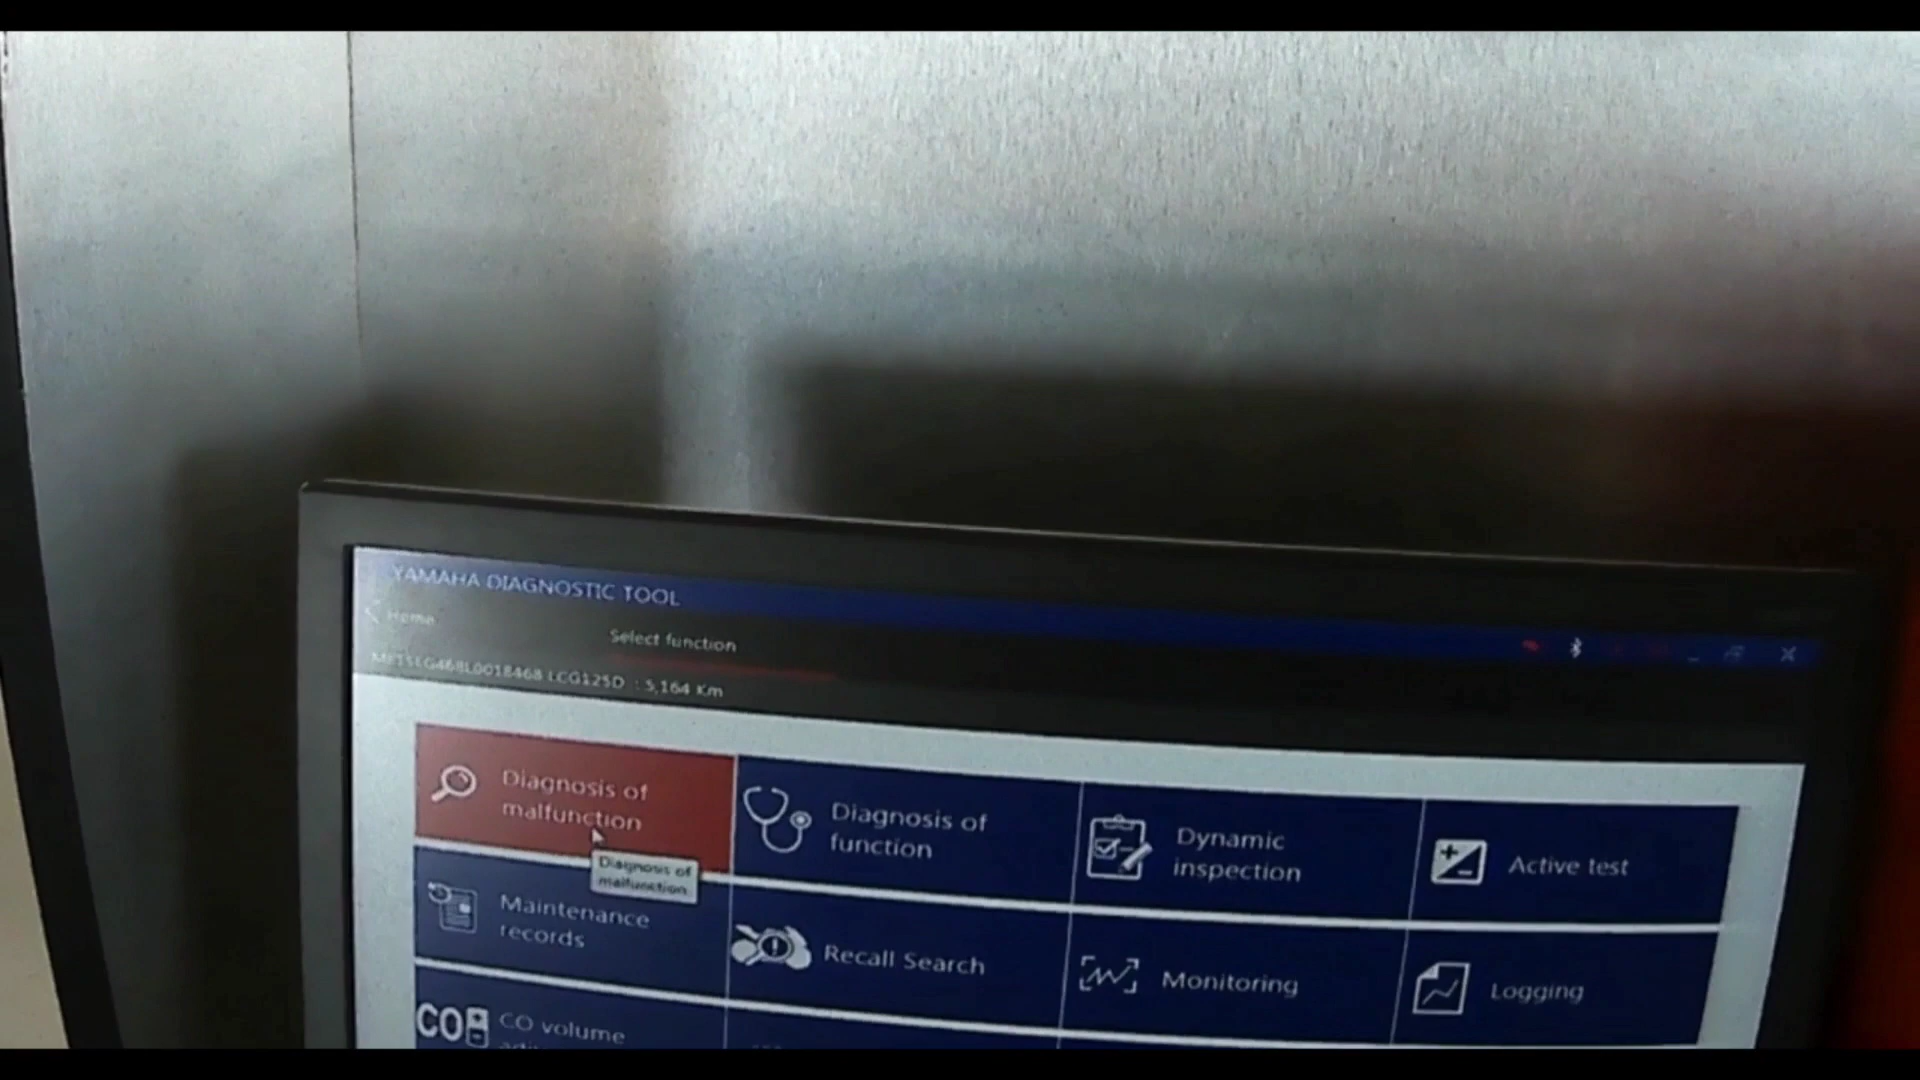 YAMAHA DIAGNOSTIC TOOL
Home
Select function
LCG125D : 5,164 Km
Diagnosis of
malfunction
Diagnosis of
function
Dynamic
inspection
Active test
Diagnosis of
malfunction
Maintenance
records
Recall Search
Monitoring
Logging
CO
CO volume